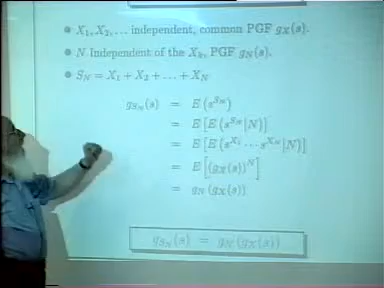 • X₁, X₂, ... independent, common PGF g_X(s).
• N Independent of the X_k, PGF g_N(s).
• S_N = X₁ + X₂ + ... + X_N
g_{S_N}(s) = E(s^{S_N})
= E[E(s^{S_N}|N)]
= E[E(s^{X₁} ··· s^{X_N}|N)]
= E[(g_X(s))^N]
= g_N(g_X(s))
g_{S_N}(s) = g_N(g_X(s))